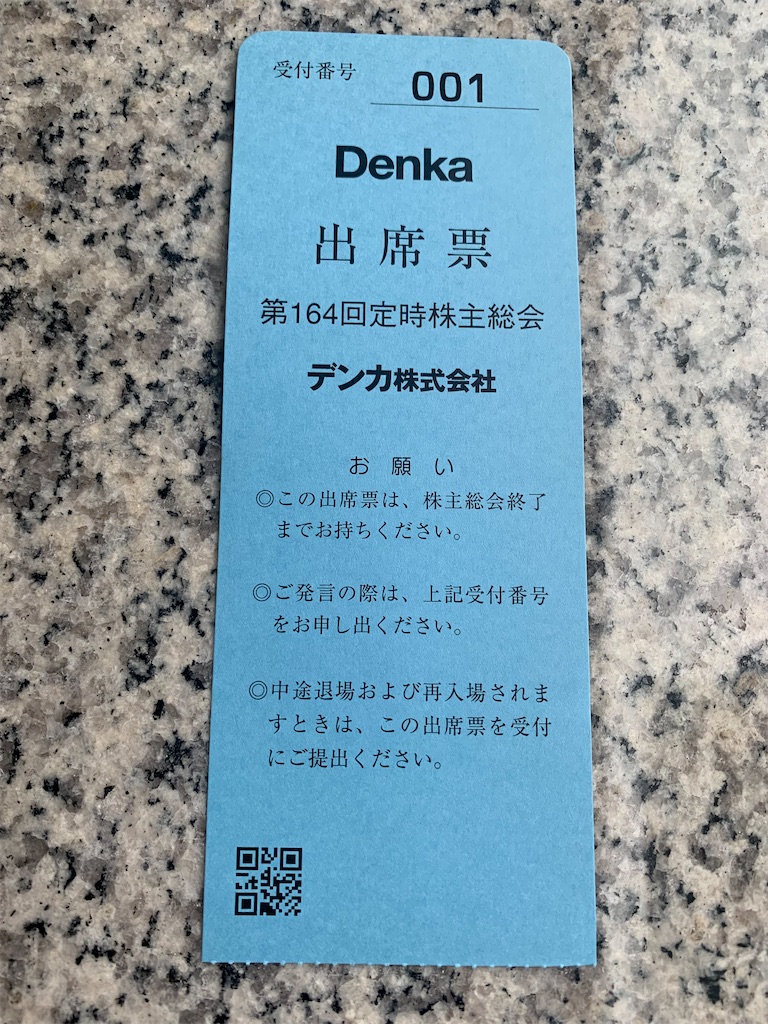 受付番号 001
Denka
出席票
第164回定時株主総会
デンカ株式会社
お願い
◎この出席票は、株主総会終了
までお持ちください。
◎ご発言の際は、上記受付番号
をお申し出ください。
◎中途退場および再入場されま
すときは、この出席票を受付
にご提出ください。